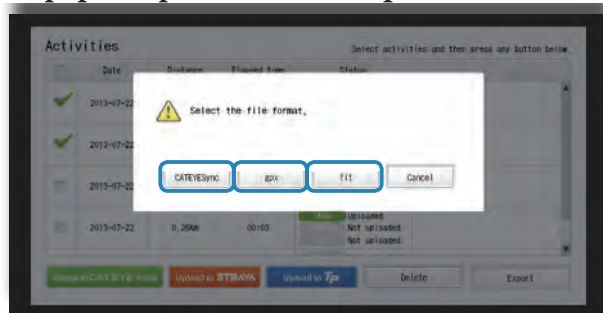 Activities
Select activities and then press any button below.
Date Distance Elapsed time Status
2013-07-22
Select the file format.
2013-07-22
CATEYESync gpx fit Cancel
2013-07-22
Uploaded
2013-07-22 0.26km 00:03 Not uploaded
Not uploaded
Upload to CATEYE Atlas Upload to STRAVA Upload to Tp Delete Export